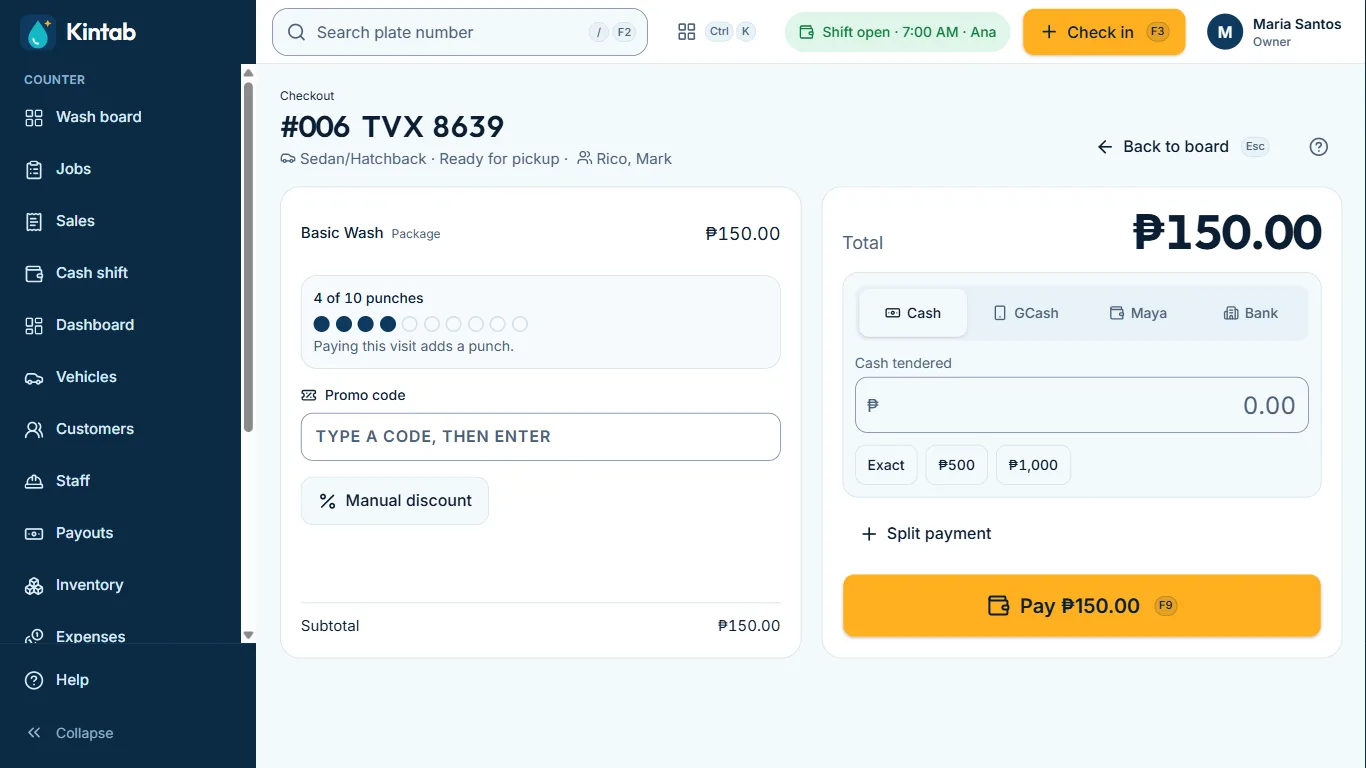 Kintab
Search plate number / F2
Ctrl K
Shift open · 7:00 AM · Ana
Check in F3
M
Maria Santos
Owner
COUNTER
Wash board
Jobs
Sales
Cash shift
Dashboard
Vehicles
Customers
Staff
Payouts
Inventory
Expenses
Help
Collapse
Checkout
#006 TVX 8639
Sedan/Hatchback · Ready for pickup · Rico, Mark
Back to board Esc
Basic Wash Package ₱150.00
4 of 10 punches
Paying this visit adds a punch.
Promo code
TYPE A CODE, THEN ENTER
Manual discount
Subtotal ₱150.00
Total ₱150.00
Cash GCash Maya Bank
Cash tendered
₱ 0.00
Exact ₱500 ₱1,000
Split payment
Pay ₱150.00 F9